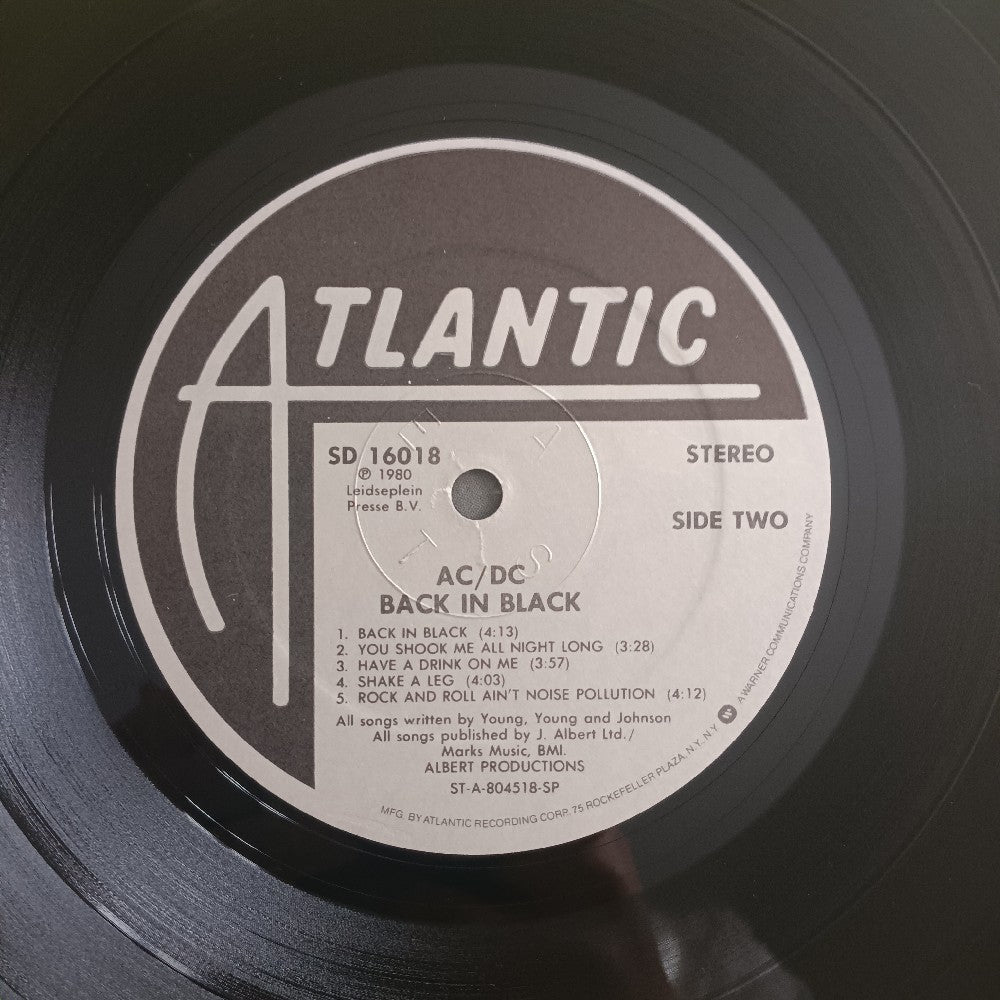 ATLANTIC
SD 16018
℗ 1980
Leidseplein
Presse B.V.
STEREO
SIDE TWO
AC/DC
BACK IN BLACK
1. BACK IN BLACK (4:13)
2. YOU SHOOK ME ALL NIGHT LONG (3:28)
3. HAVE A DRINK ON ME (3:57)
4. SHAKE A LEG (4:03)
5. ROCK AND ROLL AIN'T NOISE POLLUTION (4:12)
All songs written by Young, Young and Johnson
All songs published by J. Albert Ltd./
Marks Music, BMI.
ALBERT PRODUCTIONS
ST-A-804518-SP
MFG. BY ATLANTIC RECORDING CORP. 75 ROCKEFELLER PLAZA, N.Y. N.Y. A WARNER COMMUNICATIONS COMPANY